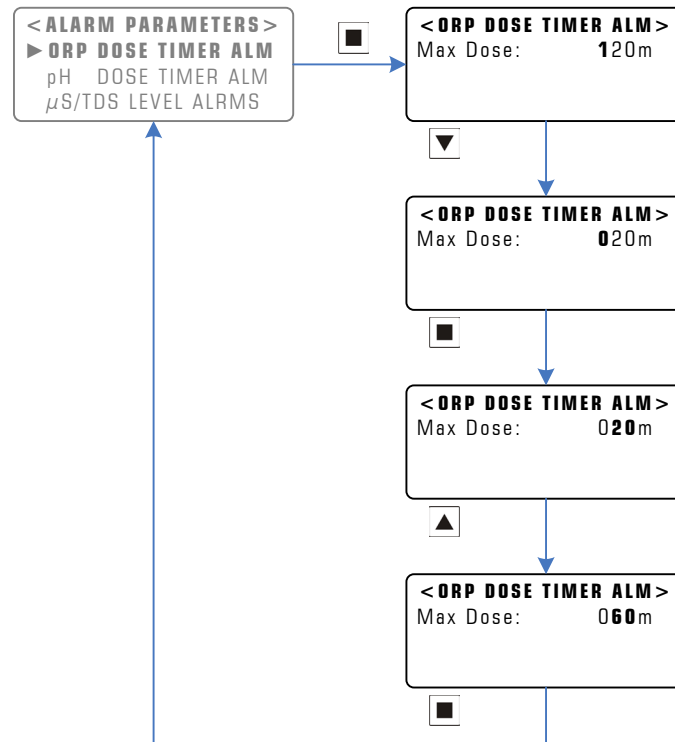 <ALARM PARAMETERS>
►ORP DOSE TIMER ALM
pH DOSE TIMER ALM
µS/TDS LEVEL ALRMS
■
<ORP DOSE TIMER ALM>
Max Dose: 120m
▼
<ORP DOSE TIMER ALM>
Max Dose: 020m
■
<ORP DOSE TIMER ALM>
Max Dose: 020m
▲
<ORP DOSE TIMER ALM>
Max Dose: 060m
■